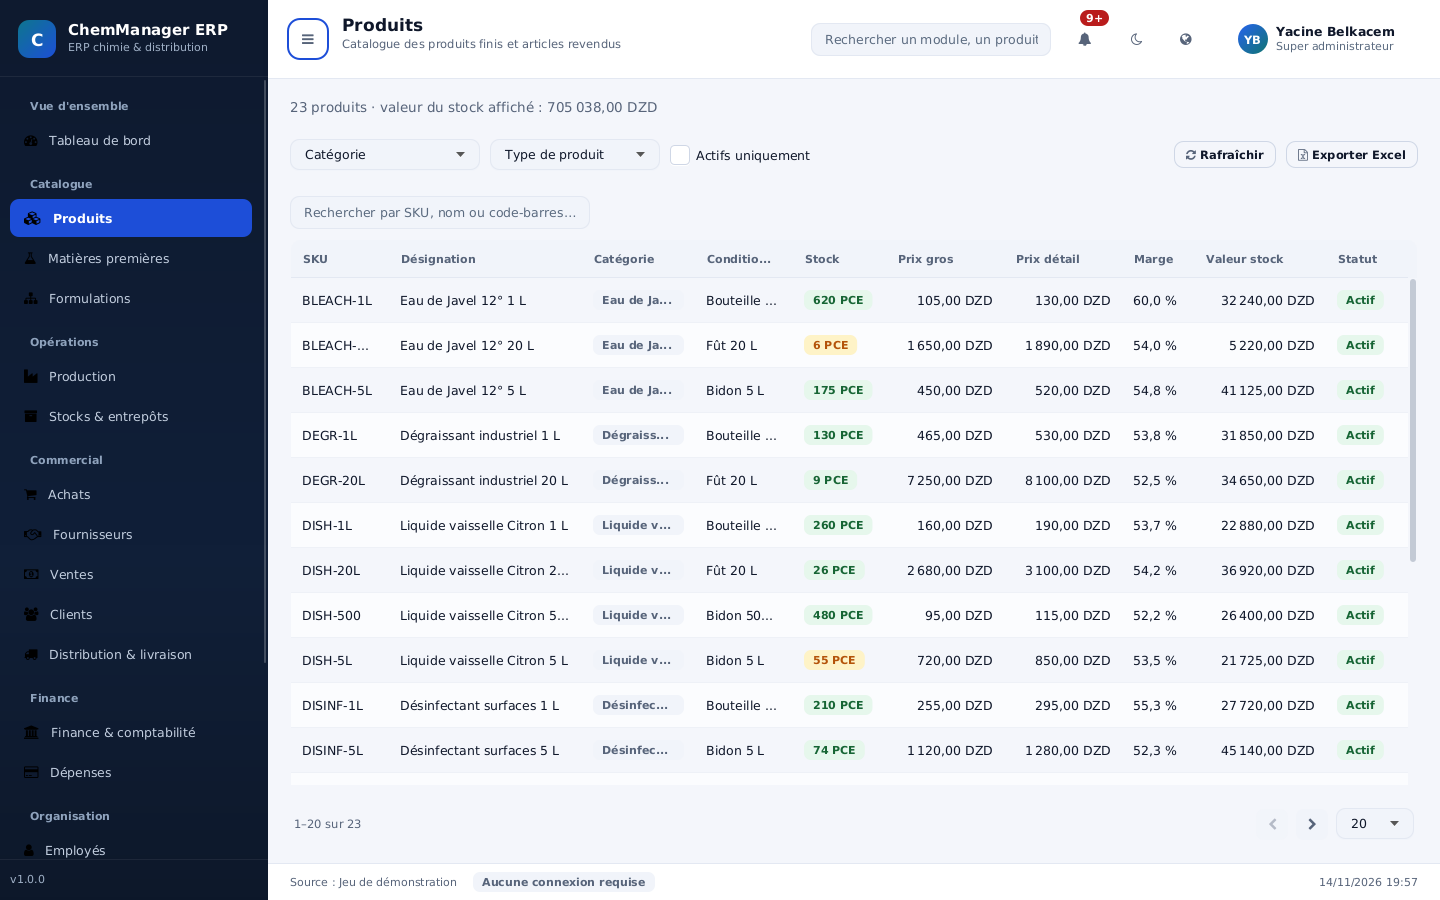 C
ChemManager ERP
ERP chimie & distribution
Vue d'ensemble
Tableau de bord
Catalogue
Produits
Matières premières
Formulations
Opérations
Production
Stocks & entrepôts
Commercial
Achats
Fournisseurs
Ventes
Clients
Distribution & livraison
Finance
Finance & comptabilité
Dépenses
Organisation
Employés
v1.0.0
Produits
Catalogue des produits finis et articles revendus
Rechercher un module, un produit
9+
YB
Yacine Belkacem
Super administrateur
23 produits · valeur du stock affiché : 705 038,00 DZD
Catégorie
Type de produit
Actifs uniquement
Rafraîchir
Exporter Excel
Rechercher par SKU, nom ou code-barres…
SKU Désignation Catégorie Conditio… Stock Prix gros Prix détail Marge Valeur stock Statut
BLEACH-1L Eau de Javel 12° 1 L Eau de Ja… Bouteille … 620 PCE 105,00 DZD 130,00 DZD 60,0 % 32 240,00 DZD Actif
BLEACH-… Eau de Javel 12° 20 L Eau de Ja… Fût 20 L 6 PCE 1 650,00 DZD 1 890,00 DZD 54,0 % 5 220,00 DZD Actif
BLEACH-5L Eau de Javel 12° 5 L Eau de Ja… Bidon 5 L 175 PCE 450,00 DZD 520,00 DZD 54,8 % 41 125,00 DZD Actif
DEGR-1L Dégraissant industriel 1 L Dégraiss… Bouteille … 130 PCE 465,00 DZD 530,00 DZD 53,8 % 31 850,00 DZD Actif
DEGR-20L Dégraissant industriel 20 L Dégraiss… Fût 20 L 9 PCE 7 250,00 DZD 8 100,00 DZD 52,5 % 34 650,00 DZD Actif
DISH-1L Liquide vaisselle Citron 1 L Liquide v… Bouteille … 260 PCE 160,00 DZD 190,00 DZD 53,7 % 22 880,00 DZD Actif
DISH-20L Liquide vaisselle Citron 2… Liquide v… Fût 20 L 26 PCE 2 680,00 DZD 3 100,00 DZD 54,2 % 36 920,00 DZD Actif
DISH-500 Liquide vaisselle Citron 5… Liquide v… Bidon 50… 480 PCE 95,00 DZD 115,00 DZD 52,2 % 26 400,00 DZD Actif
DISH-5L Liquide vaisselle Citron 5 L Liquide v… Bidon 5 L 55 PCE 720,00 DZD 850,00 DZD 53,5 % 21 725,00 DZD Actif
DISINF-1L Désinfectant surfaces 1 L Désinfec… Bouteille … 210 PCE 255,00 DZD 295,00 DZD 55,3 % 27 720,00 DZD Actif
DISINF-5L Désinfectant surfaces 5 L Désinfec… Bidon 5 L 74 PCE 1 120,00 DZD 1 280,00 DZD 52,3 % 45 140,00 DZD Actif
1–20 sur 23
20
Source : Jeu de démonstration
Aucune connexion requise
14/11/2026 19:57